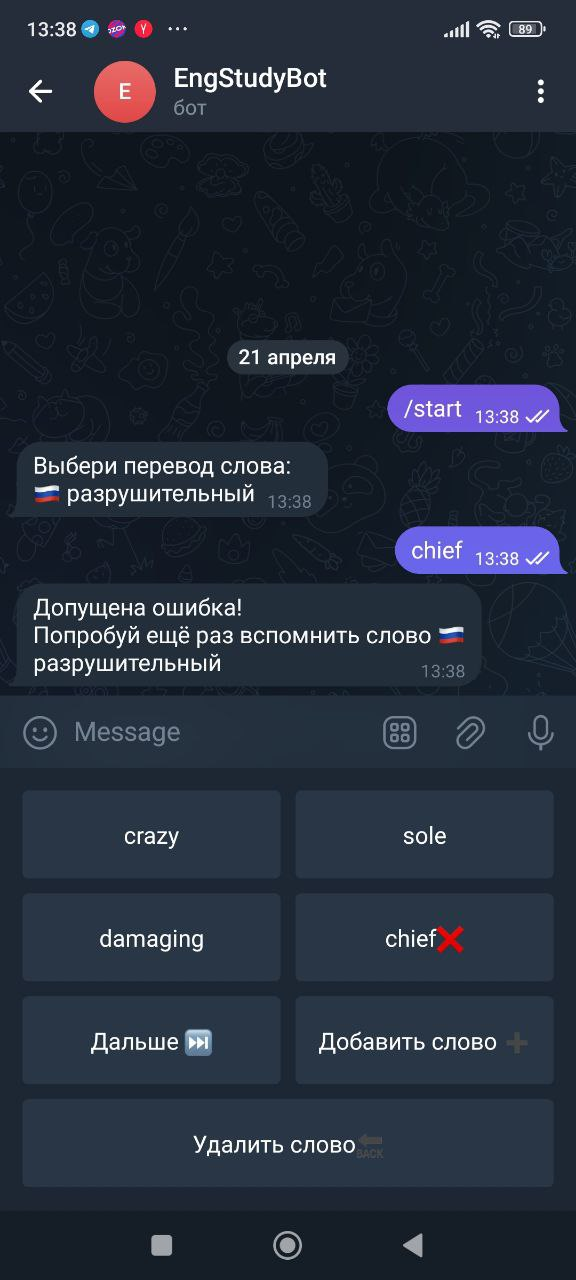 13:38
89
E
EngStudyBot
бот
21 апреля
/start 13:38
Выбери перевод слова:
🇷🇺 разрушительный 13:38
chief 13:38
Допущена ошибка!
Попробуй ещё раз вспомнить слово 🇷🇺
разрушительный
13:38
Message
crazy
sole
damaging
chief❌
Дальше ⏭
Добавить слово ➕
Удалить слово🔙